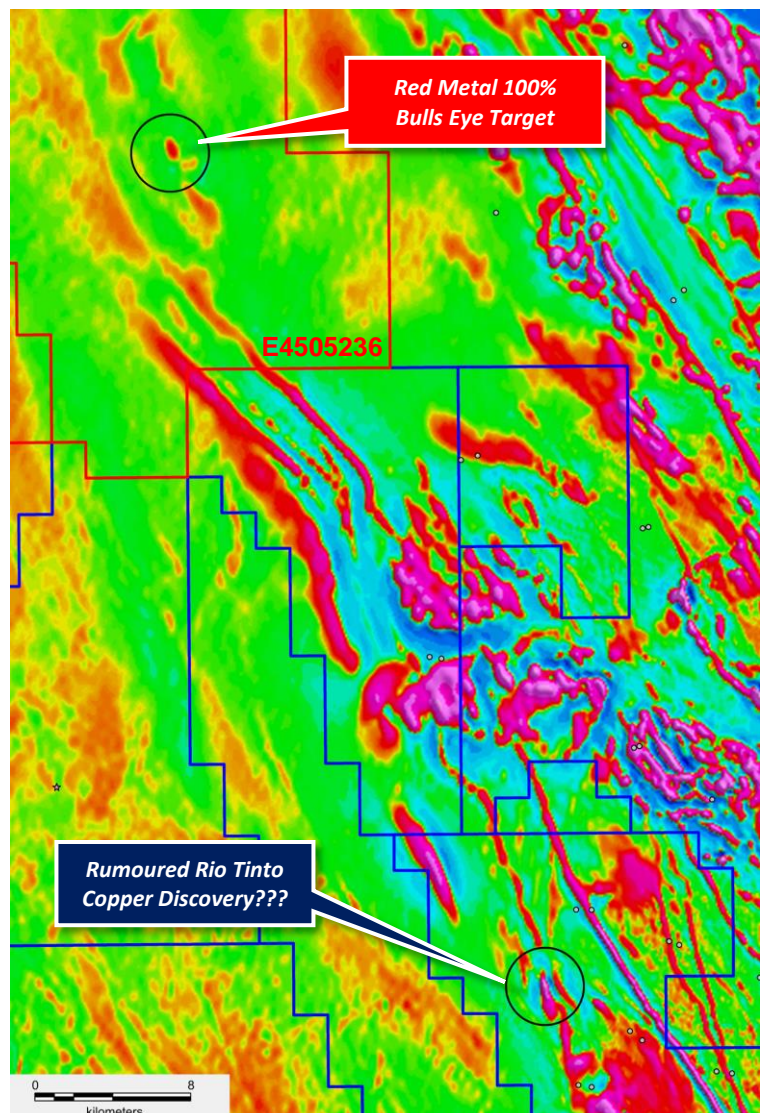 Red Metal 100%
Bulls Eye Target
E4505236
Rumoured Rio Tinto
Copper Discovery???
0 8
kilometers